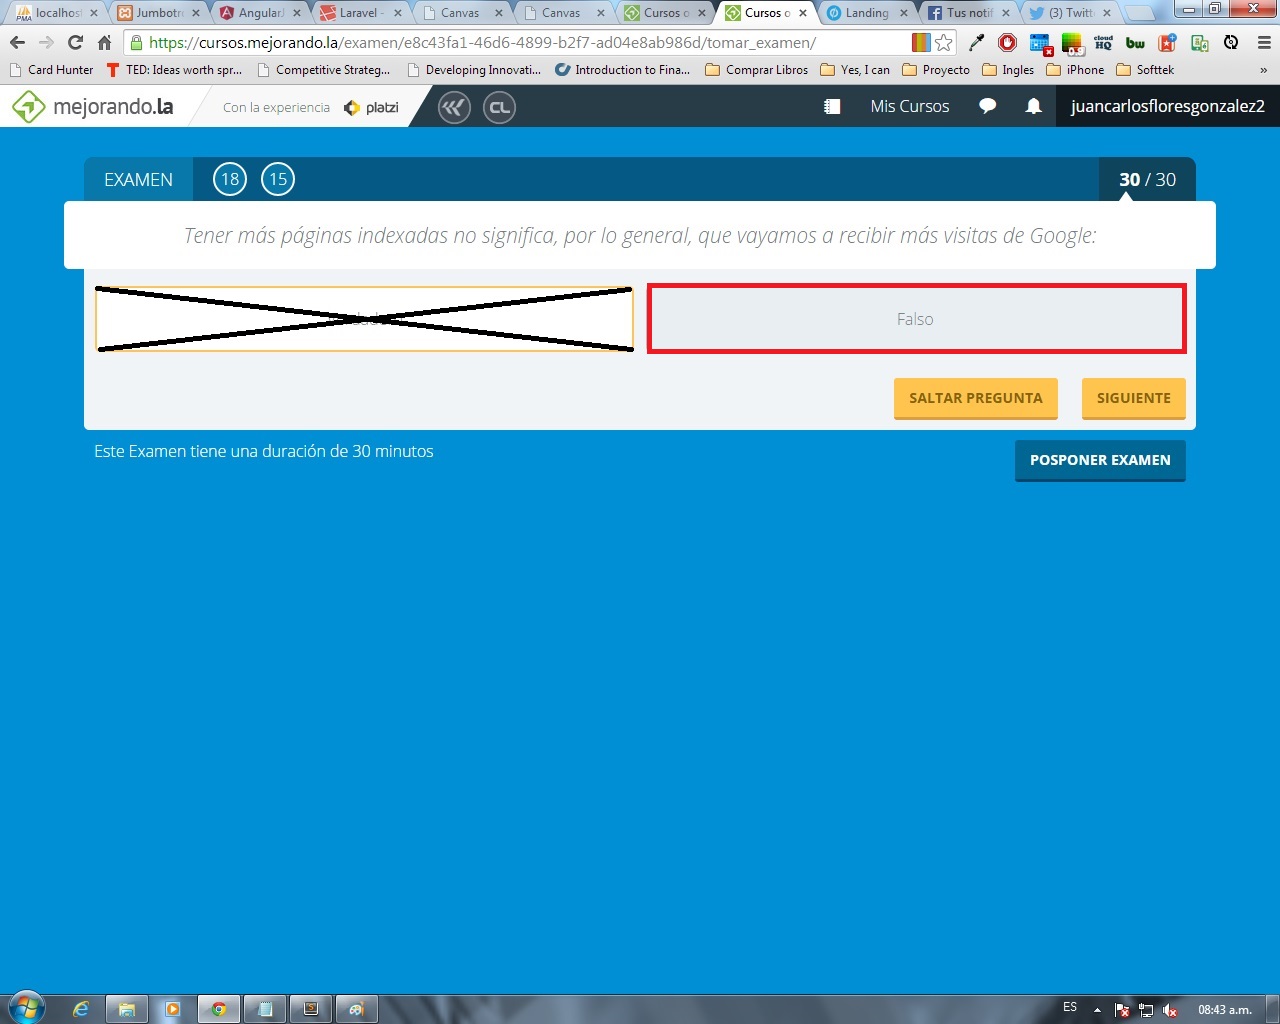 localhost
Jumbotr
AngularJ
Laravel -
Canvas
Canvas
Cursos o
Cursos o
Landing
Tus notif
(3) Twitt
https://cursos.mejorando.la/examen/e8c43fa1-46d6-4899-b2f7-ad04e8ab986d/tomar_examen/
cloud HQ
bw
Card Hunter
TED: Ideas worth spr...
Competitive Strateg...
Developing Innovati...
Introduction to Fina...
Comprar Libros
Yes, I can
Proyecto
Ingles
iPhone
Softtek
»
mejorando.la
Con la experiencia
platzi
CL
Mis Cursos
juancarlosfloresgonzalez2
EXAMEN
18
15
30 / 30
Tener más páginas indexadas no significa, por lo general, que vayamos a recibir más visitas de Google:
Falso
SALTAR PREGUNTA
SIGUIENTE
Este Examen tiene una duración de 30 minutos
POSPONER EXAMEN
ES
08:43 a.m.